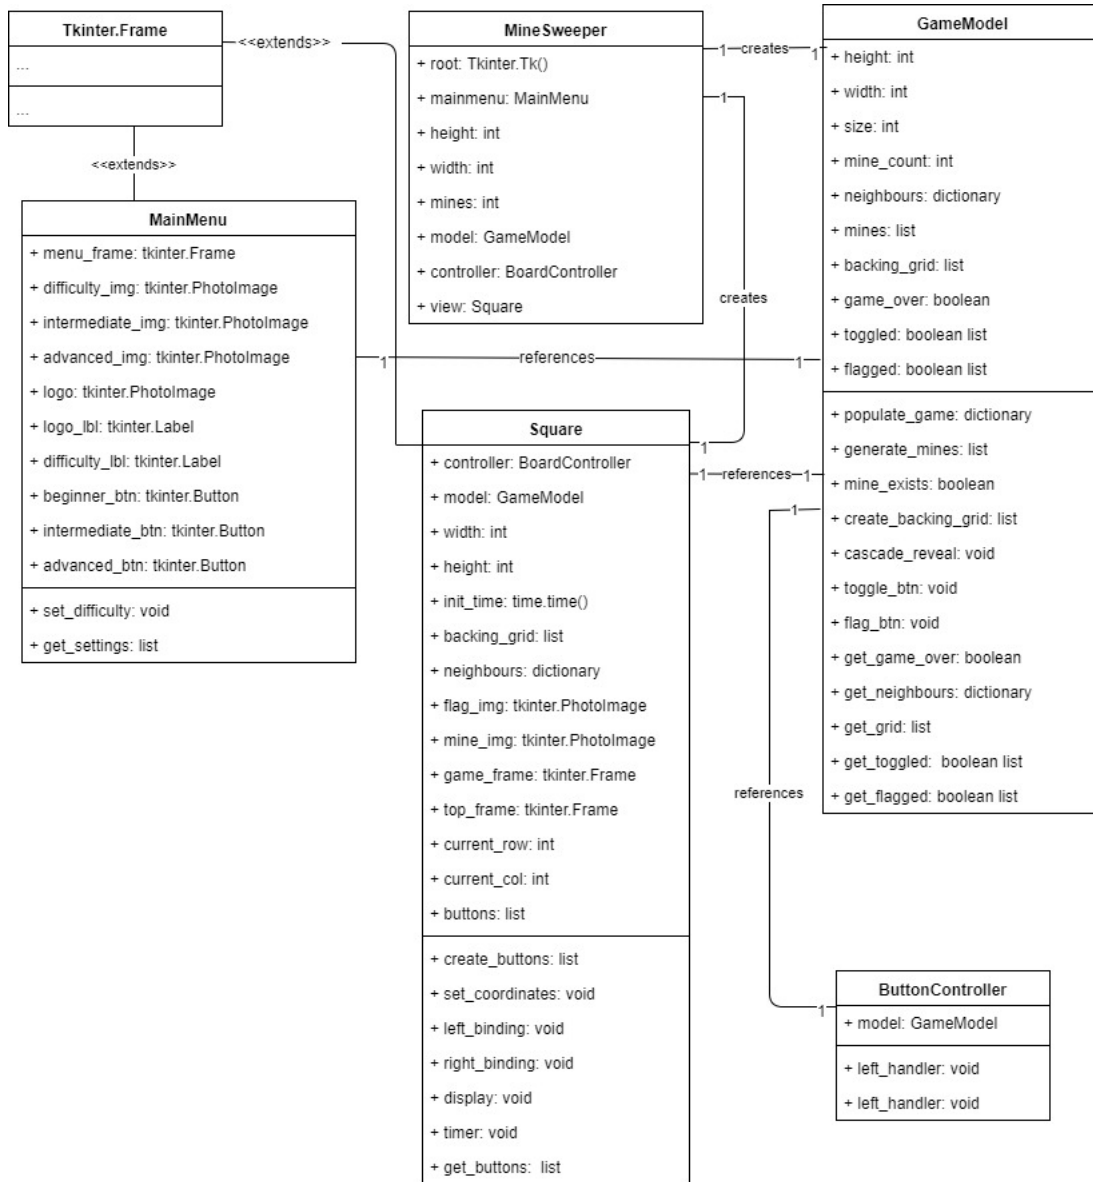 Tkinter.Frame
...
...
<<extends>>
<<extends>>
MineSweeper
+ root: Tkinter.Tk()
+ mainmenu: MainMenu
+ height: int
+ width: int
+ mines: int
+ model: GameModel
+ controller: BoardController
+ view: Square
1
creates
1
1
creates
1
GameModel
+ height: int
+ width: int
+ size: int
+ mine_count: int
+ neighbours: dictionary
+ mines: list
+ backing_grid: list
+ game_over: boolean
+ toggled: boolean list
+ flagged: boolean list
+ populate_game: dictionary
+ generate_mines: list
+ mine_exists: boolean
+ create_backing_grid: list
+ cascade_reveal: void
+ toggle_btn: void
+ flag_btn: void
+ get_game_over: boolean
+ get_neighbours: dictionary
+ get_grid: list
+ get_toggled:  boolean list
+ get_flagged: boolean list
MainMenu
+ menu_frame: tkinter.Frame
+ difficulty_img: tkinter.PhotoImage
+ intermediate_img: tkinter.PhotoImage
+ advanced_img: tkinter.PhotoImage
+ logo: tkinter.PhotoImage
+ logo_lbl: tkinter.Label
+ difficulty_lbl: tkinter.Label
+ beginner_btn: tkinter.Button
+ intermediate_btn: tkinter.Button
+ advanced_btn: tkinter.Button
+ set_difficulty: void
+ get_settings: list
1
references
1
Square
+ controller: BoardController
+ model: GameModel
+ width: int
+ height: int
+ init_time: time.time()
+ backing_grid: list
+ neighbours: dictionary
+ flag_img: tkinter.PhotoImage
+ mine_img: tkinter.PhotoImage
+ game_frame: tkinter.Frame
+ top_frame: tkinter.Frame
+ current_row: int
+ current_col: int
+ buttons: list
+ create_buttons: list
+ set_coordinates: void
+ left_binding: void
+ right_binding: void
+ display: void
+ timer: void
+ get_buttons:  list
1
references
1
1
references
1
ButtonController
+ model: GameModel
+ left_handler: void
+ left_handler: void